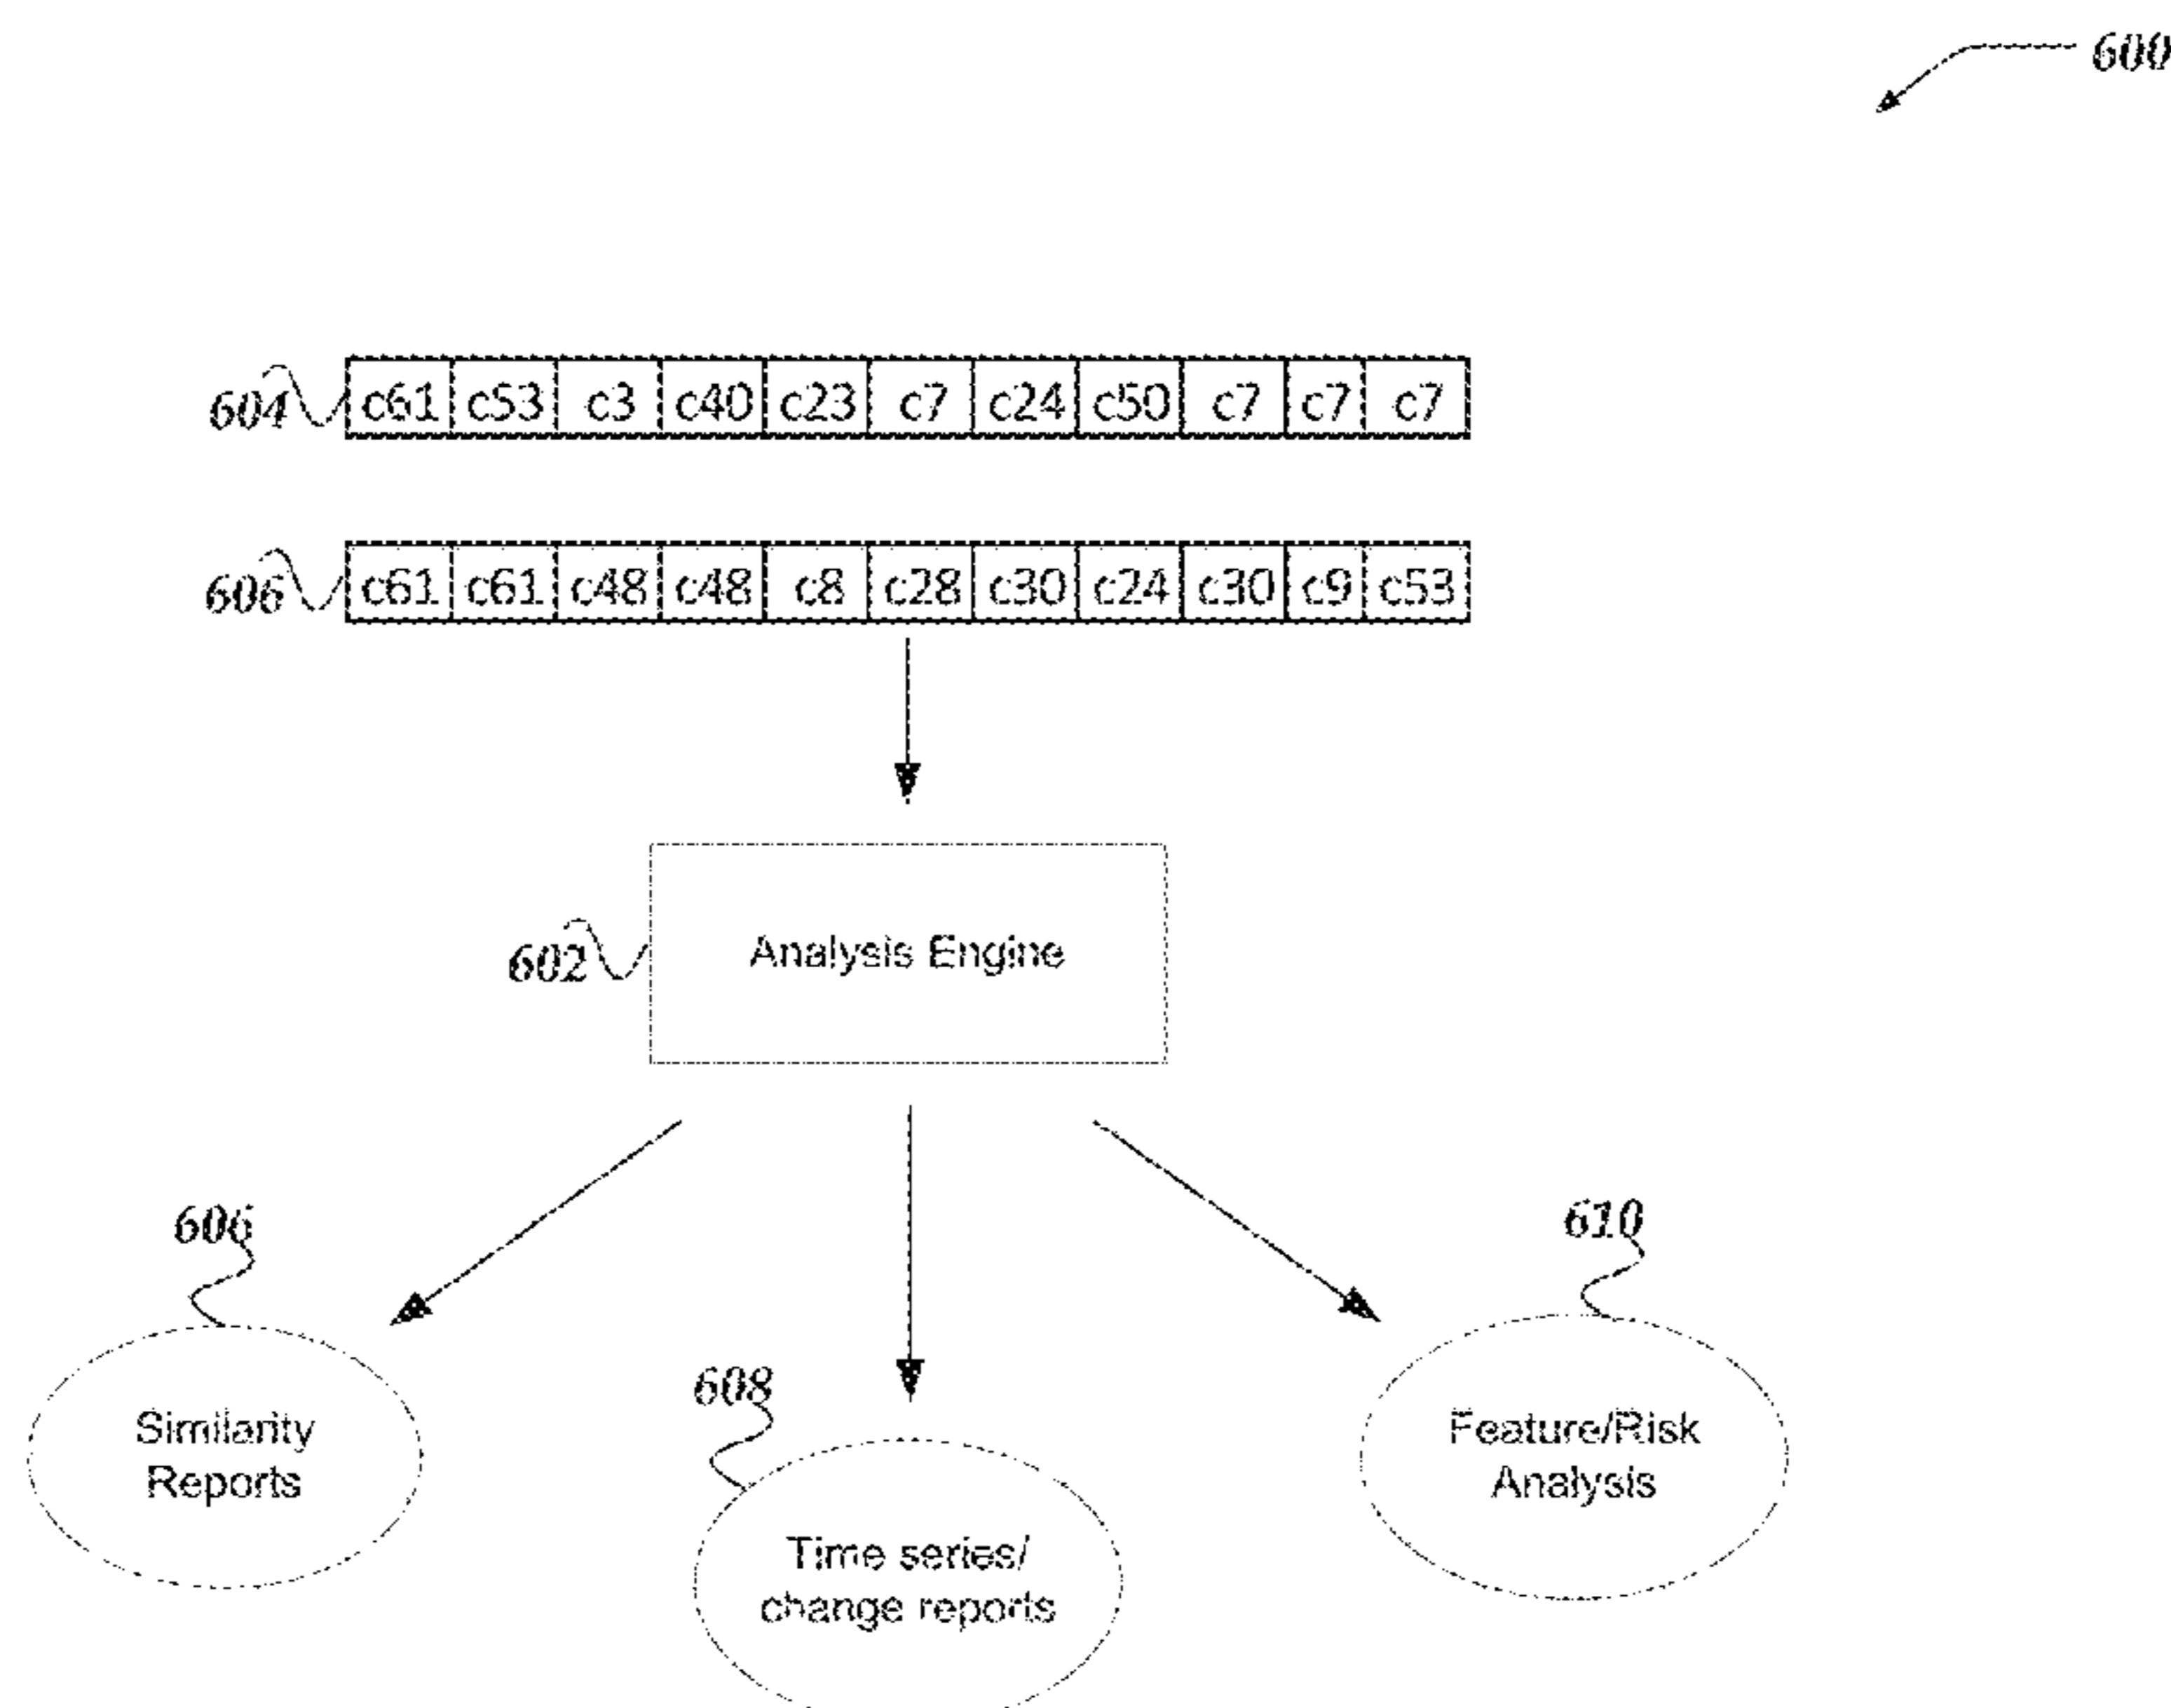 600
604 c61 c53 c3 c40 c23 c7 c24 c50 c7 c7 c7
606 c61 c61 c48 c48 c8 c28 c30 c24 c30 c9 c53
602 Analysis Engine
606
610
608
Similarity
Reports
Feature/Risk
Analysis
Time series/
change reports